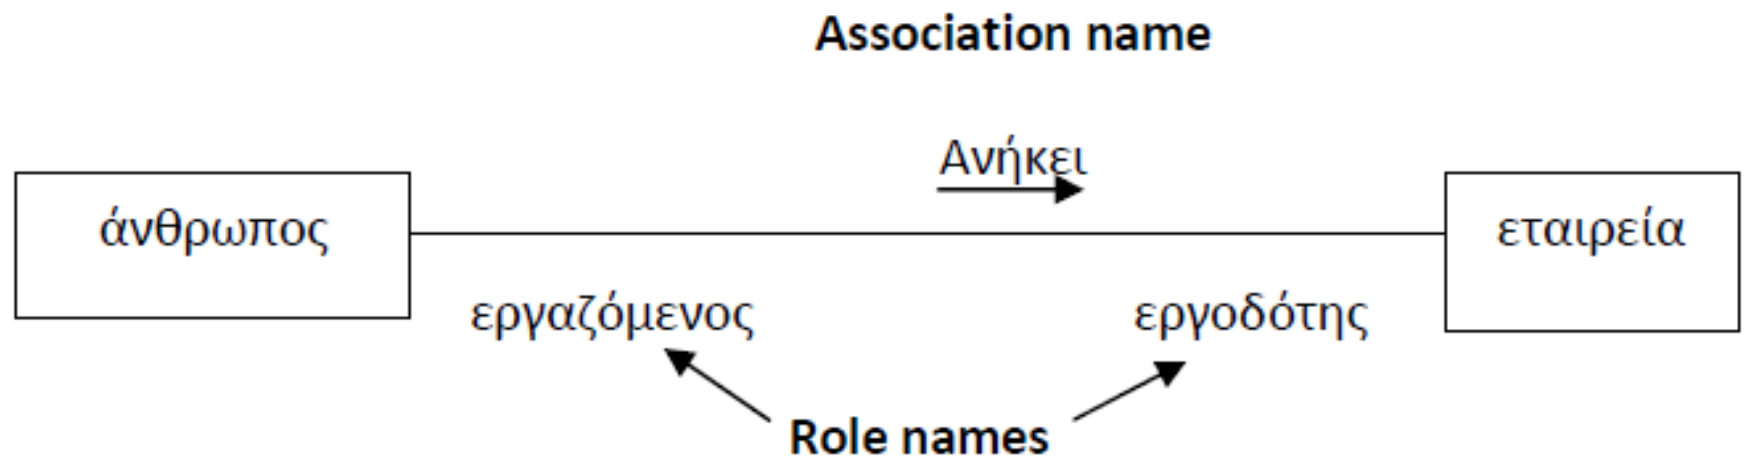 Association name
Ανήκει
άνθρωπος
εταιρεία
εργαζόμενος
εργοδότης
Role names